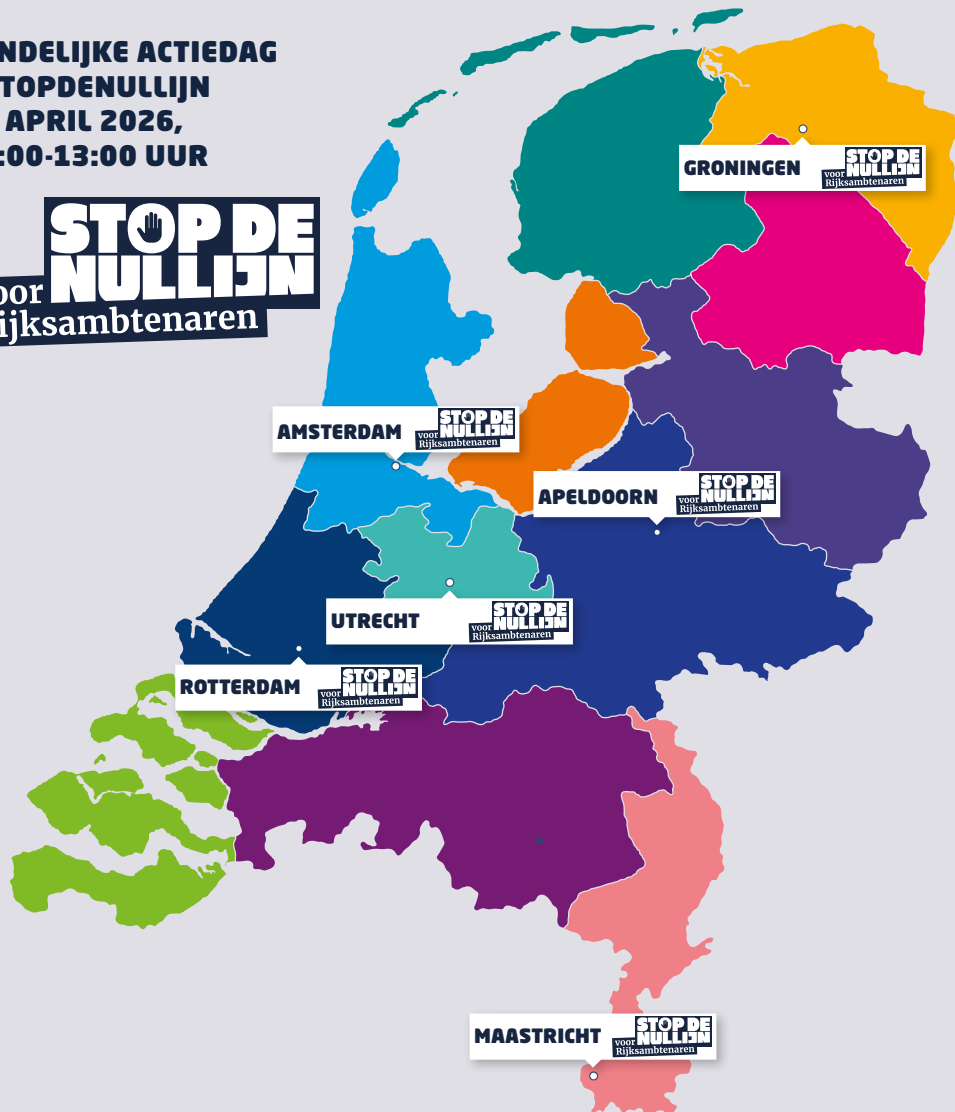 NDELIJKE ACTIEDAG
TOPDENULLIJN
APRIL 2026,
:00-13:00 UUR
STOP DE
NULLIJN
oor
ijksambtenaren
GRONINGEN
STOP DE
NULLIJN
voor
Rijksambtenaren
AMSTERDAM
STOP DE
NULLIJN
voor
Rijksambtenaren
APELDOORN
STOP DE
NULLIJN
voor
Rijksambtenaren
UTRECHT
STOP DE
NULLIJN
voor
Rijksambtenaren
ROTTERDAM
STOP DE
NULLIJN
voor
Rijksambtenaren
MAASTRICHT
STOP DE
NULLIJN
voor
Rijksambtenaren